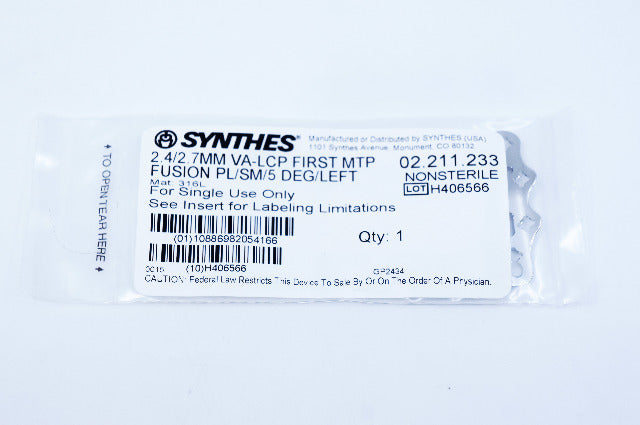 TO OPEN TEAR HERE
SYNTHES®
Manufactured or Distributed by SYNTHES (USA)
1101 Synthes Avenue, Monument, CO 80132
2.4/2.7MM VA-LCP FIRST MTP
FUSION PL/SM/5 DEG/LEFT
02.211.233
NONSTERILE
LOT H406566
Mat: 316L
For Single Use Only
See Insert for Labeling Limitations
(01)10886982054166
Qty: 1
(10)H406566
GP2434
CAUTION: Federal Law Restricts This Device To Sale By Or On The Order Of A Physician.